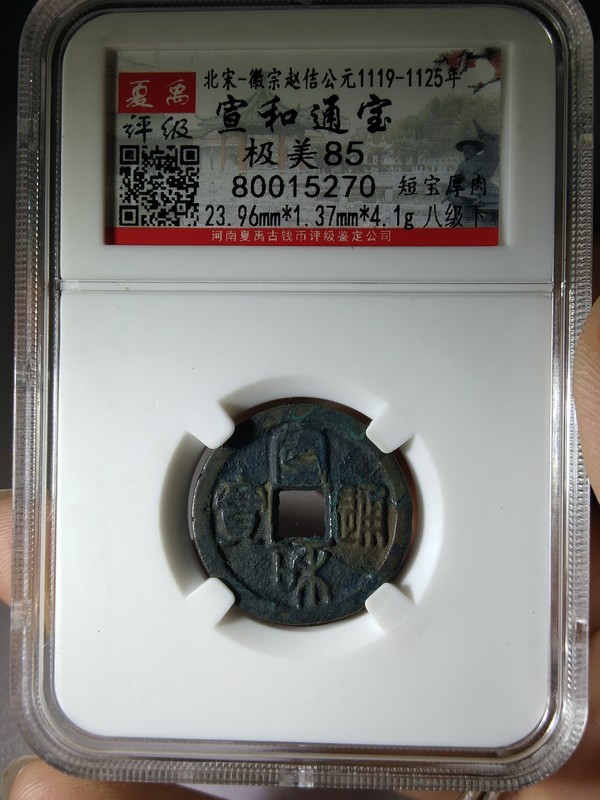 夏禹
评级
北宋-徽宗赵佶公元1119-1125年
宣和通宝
极美85
80015270 短宝厚肉
23.96mm*1.37mm*4.1g 八级下
河南夏禹古钱币评级鉴定公司
宣和通寶